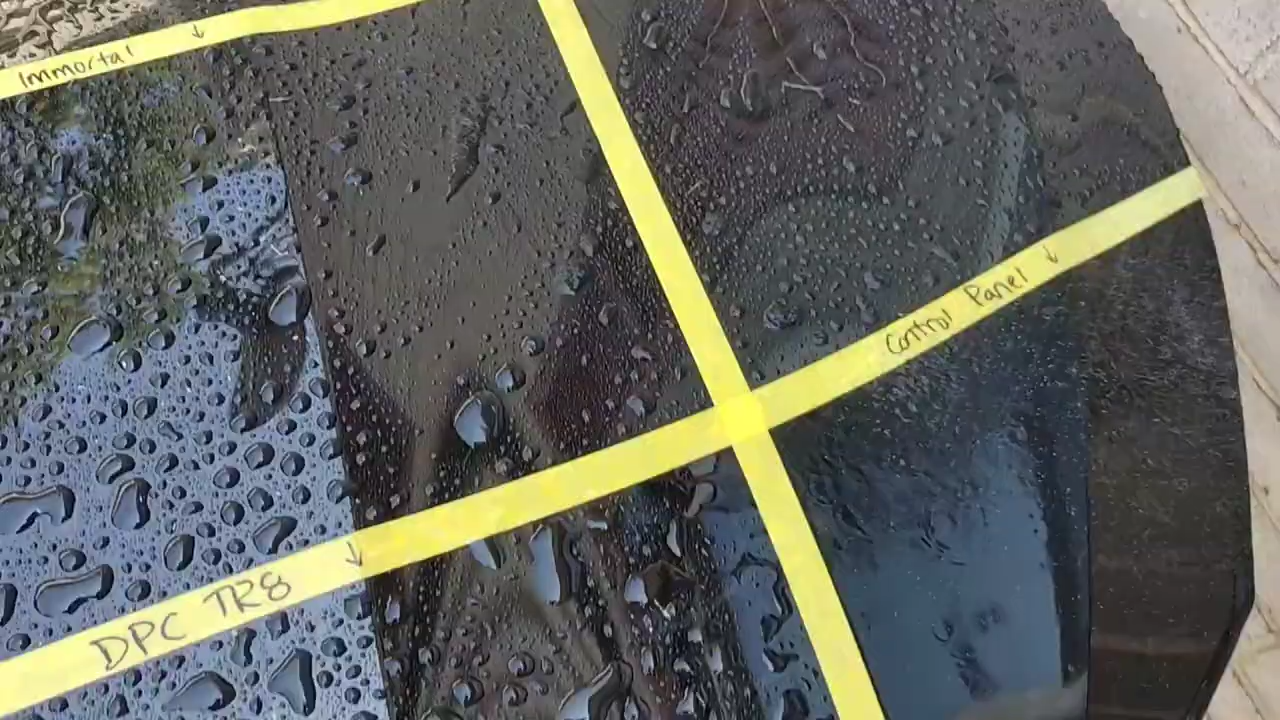 Immortal ↓
Control Panel ↓
DPC TR8 ↓